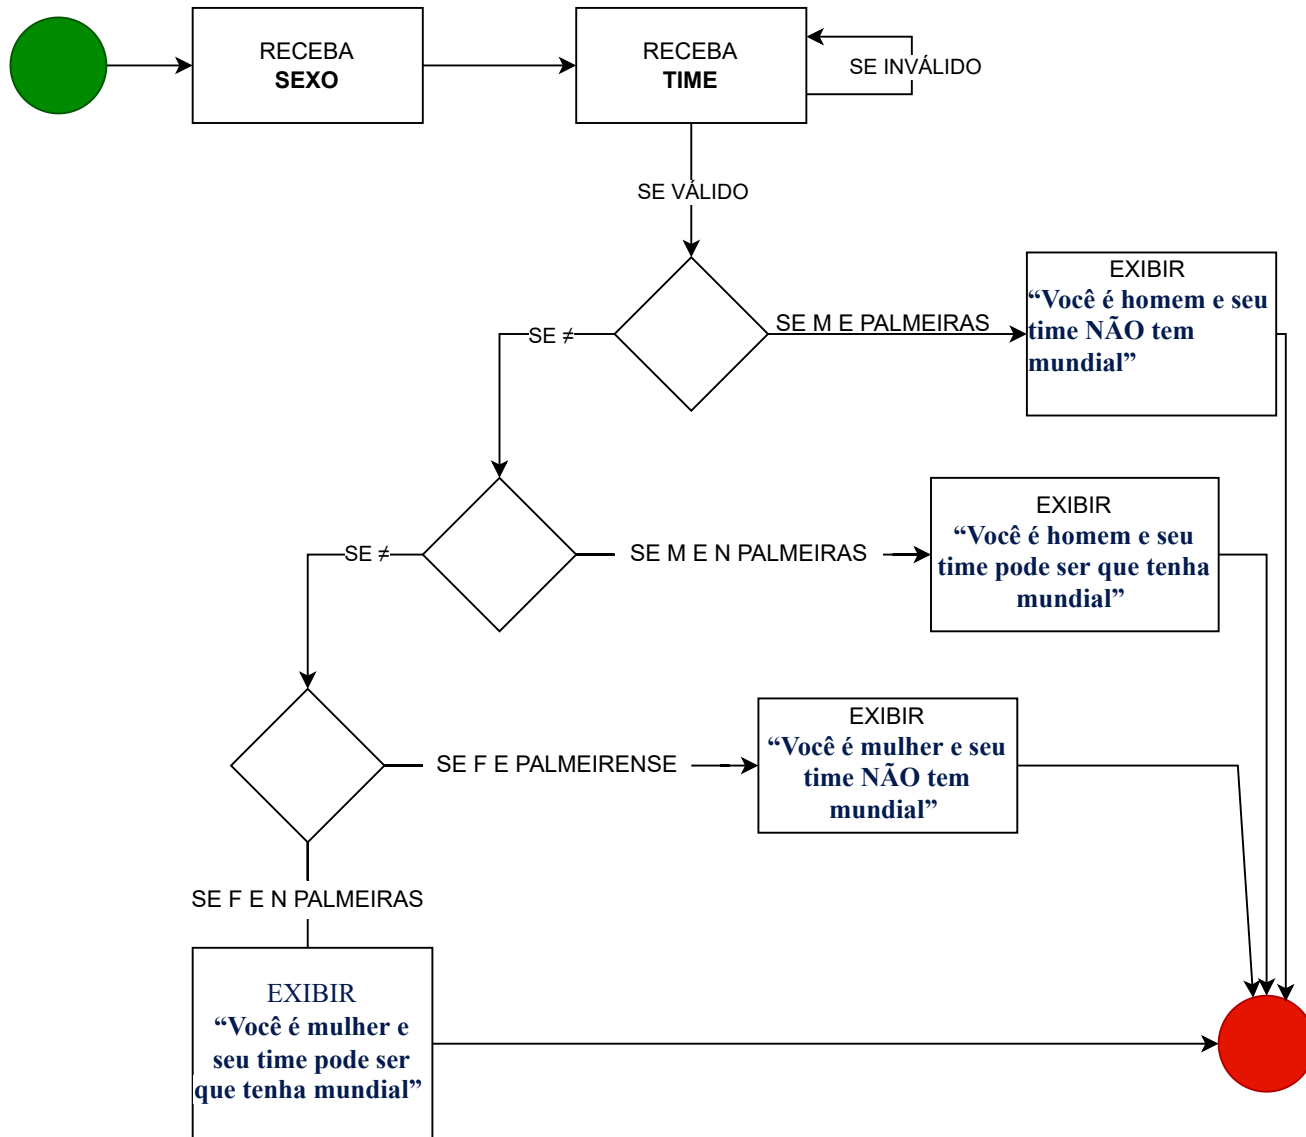 RECEBA
SEXO
RECEBA
TIME
SE INVÁLIDO
SE VÁLIDO
EXIBIR
“Você é homem e seu
time NÃO tem
mundial”
SE M E PALMEIRAS
SE ≠
EXIBIR
“Você é homem e seu
time pode ser que tenha
mundial”
SE M E N PALMEIRAS
SE ≠
EXIBIR
“Você é mulher e seu
time NÃO tem
mundial”
SE F E PALMEIRENSE
SE F E N PALMEIRAS
EXIBIR
“Você é mulher e
seu time pode ser
que tenha mundial”